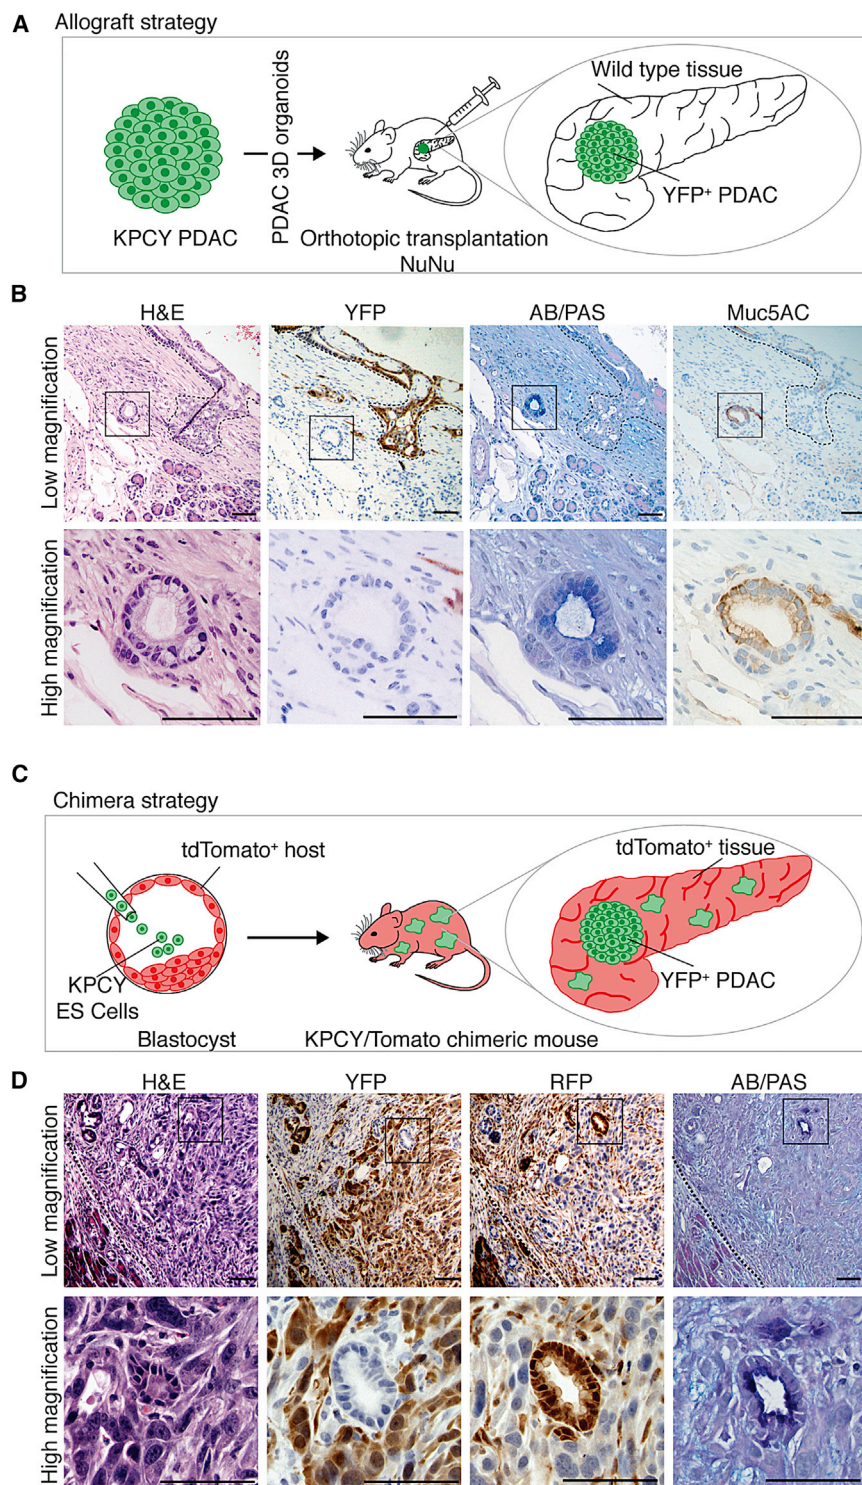 A
Allograft strategy
KPCY PDAC
PDAC 3D organoids
Orthotopic transplantation
NuNu
Wild type tissue
YFP⁺ PDAC
B
H&E
YFP
AB/PAS
Muc5AC
Low magnification
High magnification
C
Chimera strategy
tdTomato⁺ host
KPCY
ES Cells
Blastocyst
KPCY/Tomato chimeric mouse
tdTomato⁺ tissue
YFP⁺ PDAC
D
H&E
YFP
RFP
AB/PAS
Low magnification
High magnification